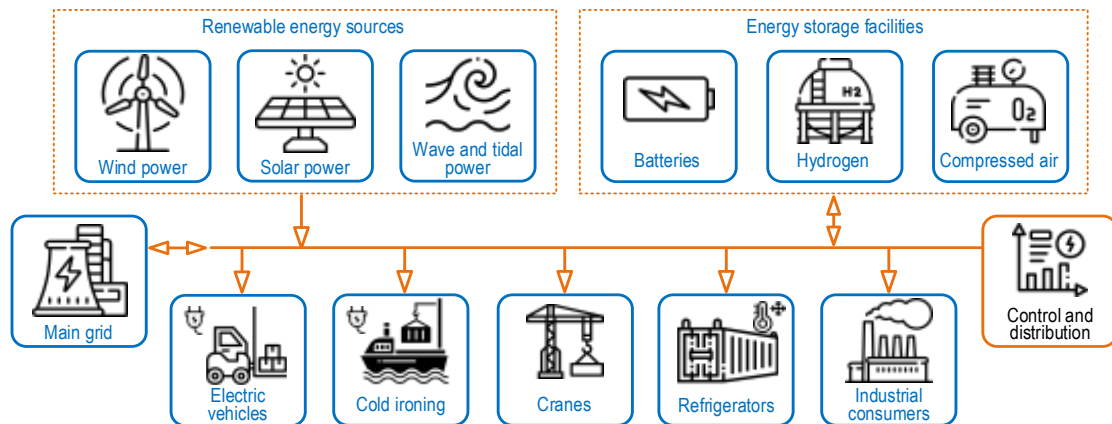 Renewable energy sources
Energy storage facilities
Wind power
Solar power
Wave and tidal
power
Batteries
H2
Hydrogen
O2
Compressed air
Main grid
Control and
distribution
Electric
vehicles
Cold ironing
Cranes
Refrigerators
Industrial
consumers